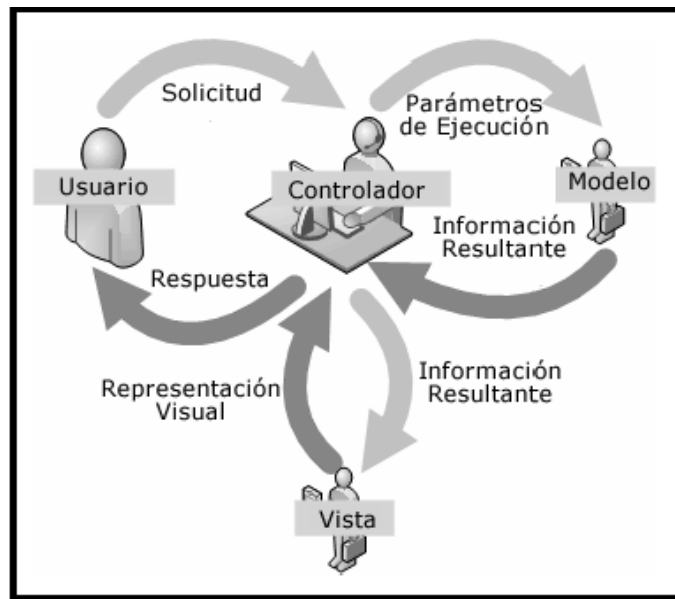 Solicitud
Parámetros
de Ejecución
Usuario
Controlador
Modelo
Información
Resultante
Respuesta
Representación
Visual
Información
Resultante
Vista